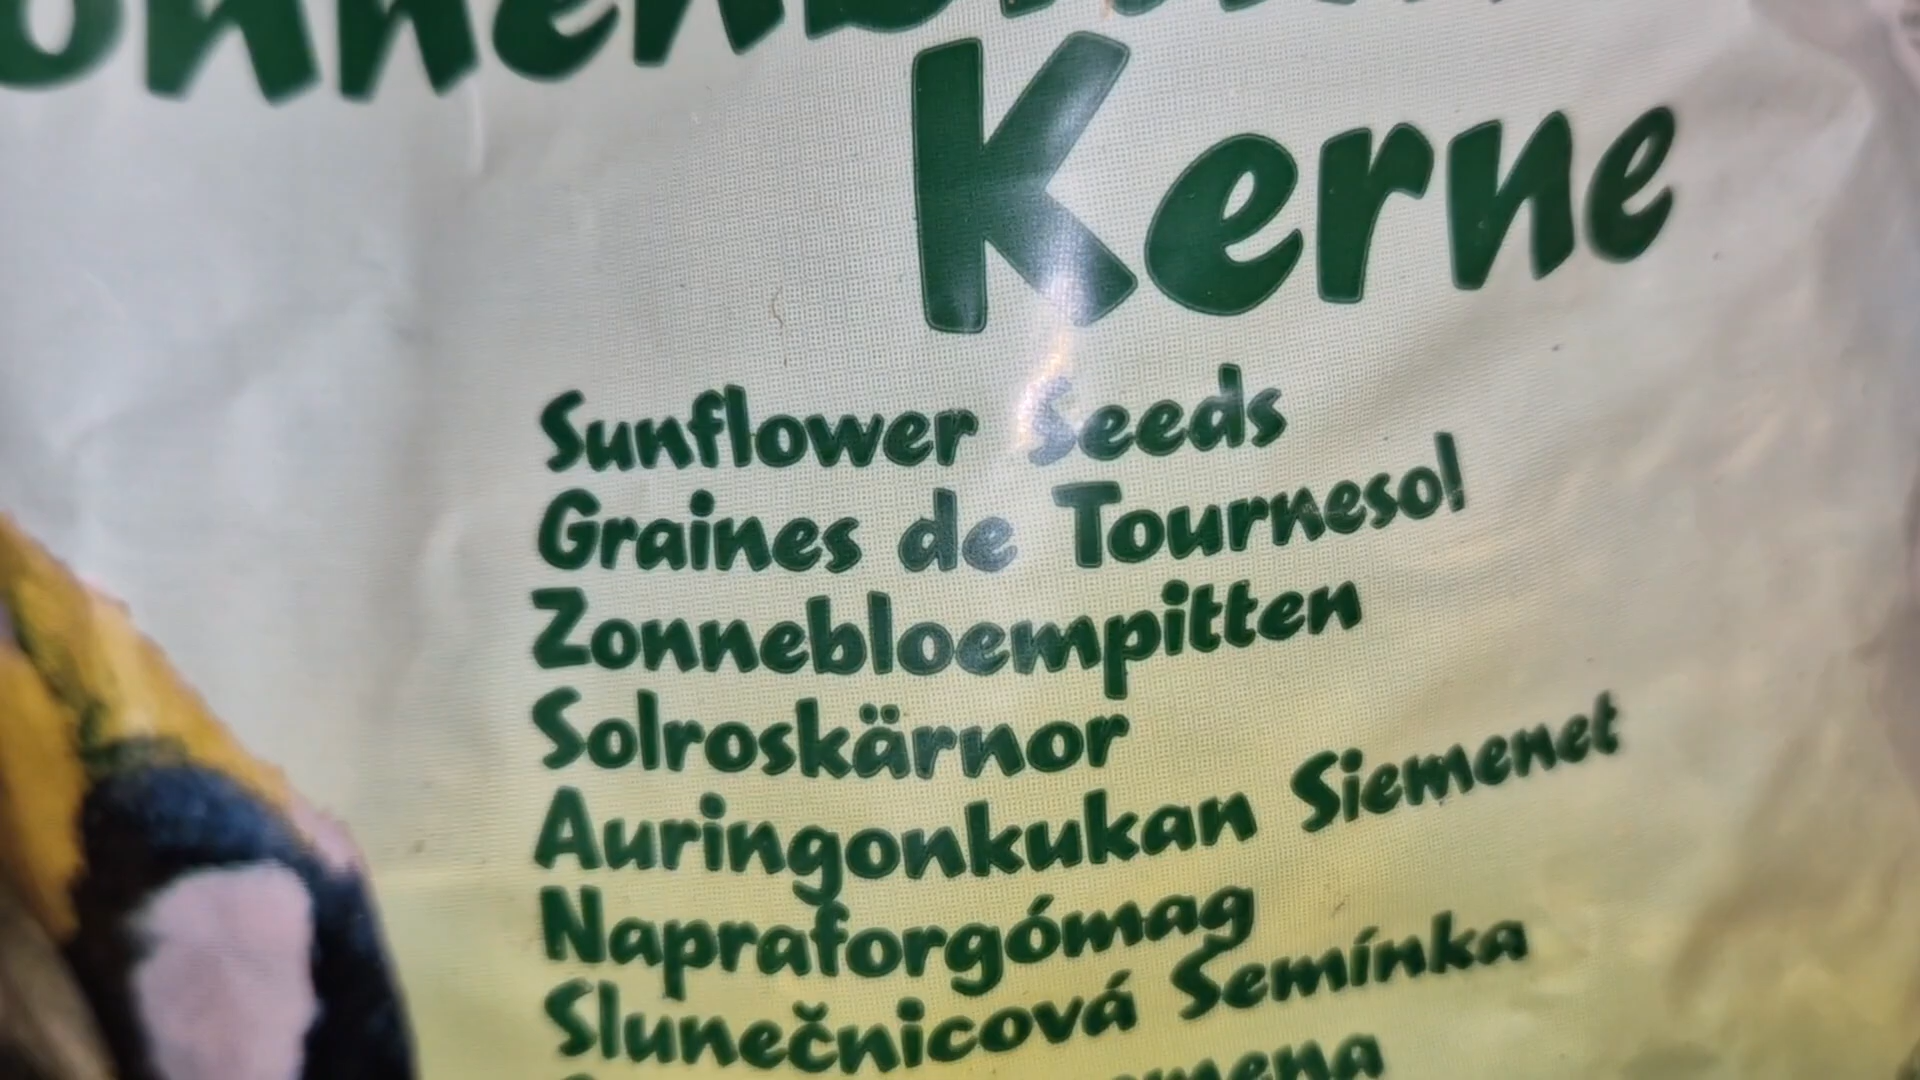 Kerne
Sunflower Seeds
Graines de Tournesol
Zonnebloempitten
Solroskärnor
Auringonkukan Siemenet
Napraforgómag
Slunečnicová Semínka